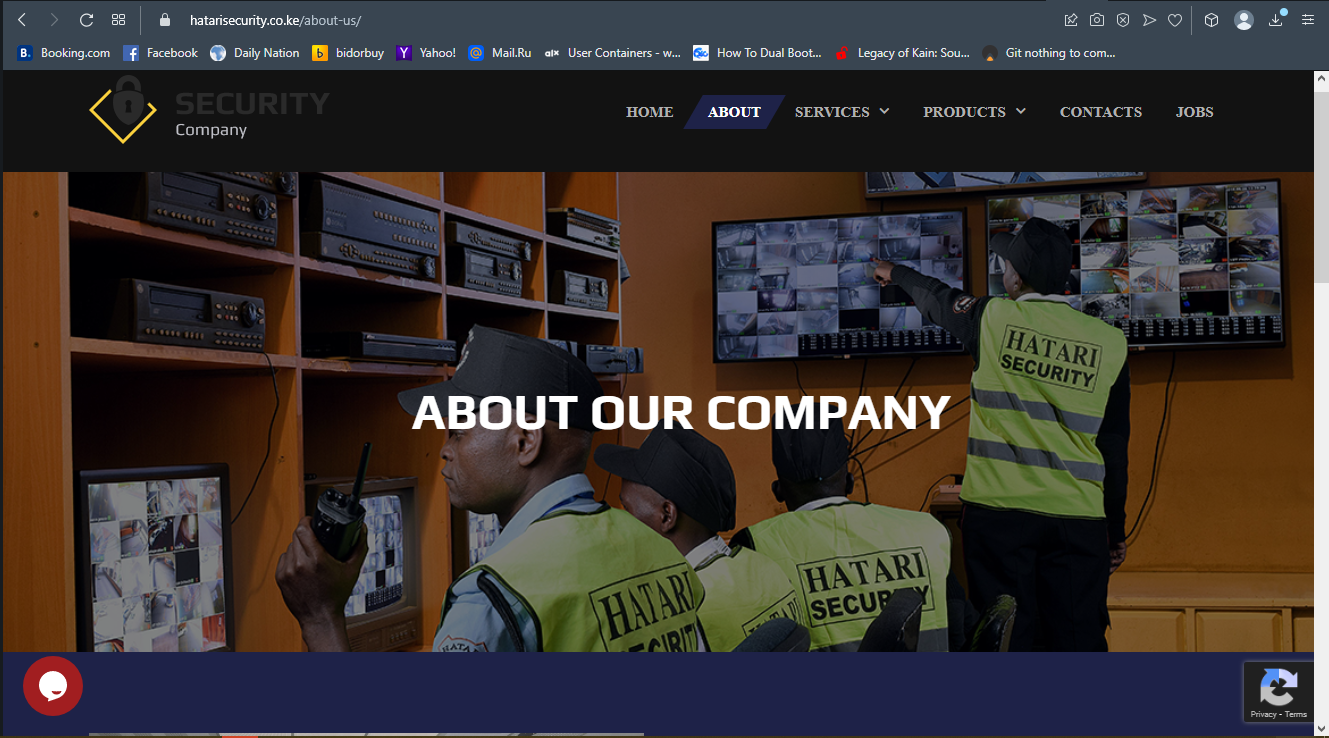 hatarisecurity.co.ke/about-us/
Booking.com Facebook Daily Nation bidorbuy Yahoo! Mail.Ru User Containers - w... How To Dual Boot... Legacy of Kain: Sou... Git nothing to com...
SECURITY
Company
HOME ABOUT SERVICES PRODUCTS CONTACTS JOBS
HATARI
SECURITY
ABOUT OUR COMPANY
HATARI
SECURITY
HATARI
SECURITY
HATARI
Privacy - Terms